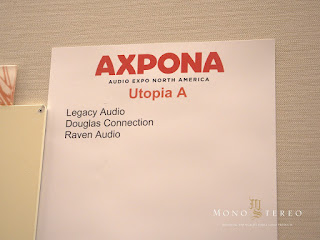 AXPONA
AUDIO EXPO NORTH AMERICA
Utopia A
Legacy Audio
Douglas Connection
Raven Audio
MONO STEREO